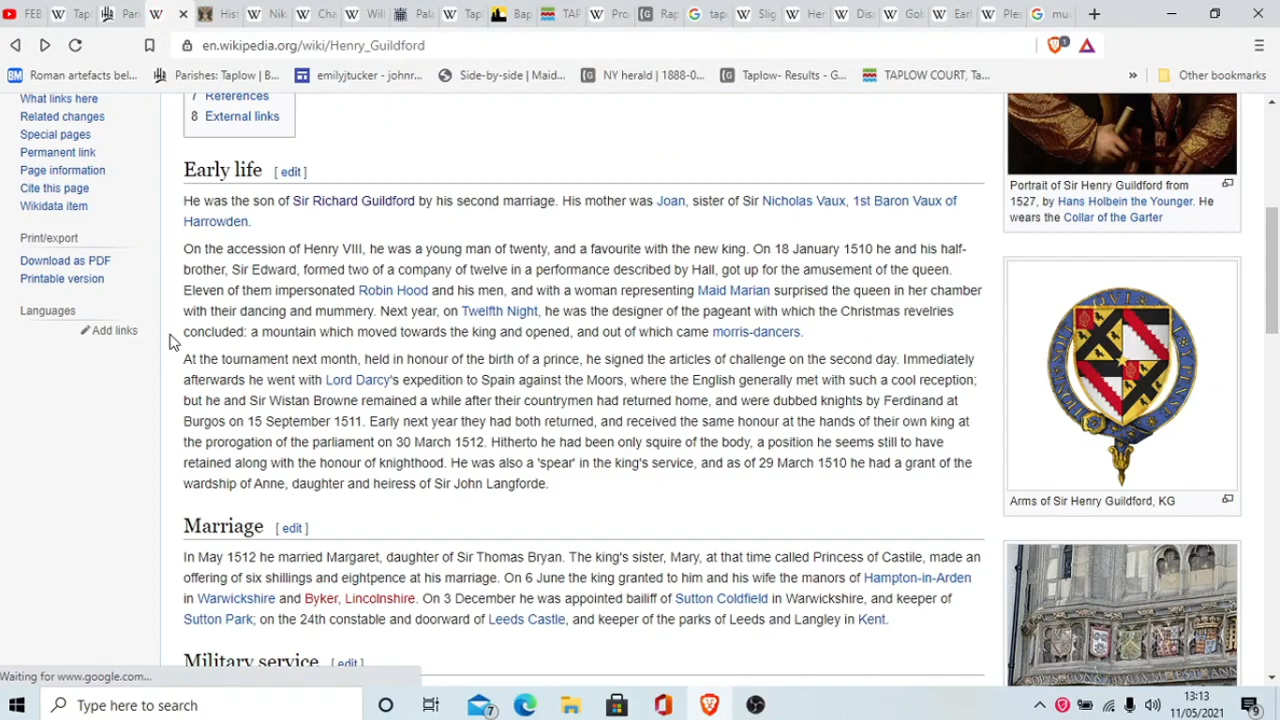 FEB
Tap
Pari
His
Nik
Cha
Will
Pala
Tap
Bap
TAP
Pro
Rap
tap
Slig
Her
Dis
Got
Earl
Ple
mu
en.wikipedia.org/wiki/Henry_Guildford
1
Roman artefacts bel...
Parishes: Taplow | B...
emilyjtucker - johnr...
Side-by-side | Maid...
NY herald | 1888-0...
Taplow- Results - G...
TAPLOW COURT, Ta...
»
Other bookmarks
What links here
Related changes
Special pages
Permanent link
Page information
Cite this page
Wikidata item
Print/export
Download as PDF
Printable version
Languages
Add links
7 References
8 External links
Early life [ edit ]
He was the son of Sir Richard Guildford by his second marriage. His mother was Joan, sister of Sir Nicholas Vaux, 1st Baron Vaux of
Harrowden.
On the accession of Henry VIII, he was a young man of twenty, and a favourite with the new king. On 18 January 1510 he and his half-
brother, Sir Edward, formed two of a company of twelve in a performance described by Hall, got up for the amusement of the queen.
Eleven of them impersonated Robin Hood and his men, and with a woman representing Maid Marian surprised the queen in her chamber
with their dancing and mummery. Next year, on Twelfth Night, he was the designer of the pageant with which the Christmas revelries
concluded: a mountain which moved towards the king and opened, and out of which came morris-dancers.
At the tournament next month, held in honour of the birth of a prince, he signed the articles of challenge on the second day. Immediately
afterwards he went with Lord Darcy's expedition to Spain against the Moors, where the English generally met with such a cool reception;
but he and Sir Wistan Browne remained a while after their countrymen had returned home, and were dubbed knights by Ferdinand at
Burgos on 15 September 1511. Early next year they had both returned, and received the same honour at the hands of their own king at
the prorogation of the parliament on 30 March 1512. Hitherto he had been only squire of the body, a position he seems still to have
retained along with the honour of knighthood. He was also a 'spear' in the king's service, and as of 29 March 1510 he had a grant of the
wardship of Anne, daughter and heiress of Sir John Langforde.
Marriage [ edit ]
In May 1512 he married Margaret, daughter of Sir Thomas Bryan. The king's sister, Mary, at that time called Princess of Castile, made an
offering of six shillings and eightpence at his marriage. On 6 June the king granted to him and his wife the manors of Hampton-in-Arden
in Warwickshire and Byker, Lincolnshire. On 3 December he was appointed bailiff of Sutton Coldfield in Warwickshire, and keeper of
Sutton Park; on the 24th constable and doorward of Leeds Castle, and keeper of the parks of Leeds and Langley in Kent.
Military service [ edit ]
Portrait of Sir Henry Guildford from
1527, by Hans Holbein the Younger. He
wears the Collar of the Garter
Arms of Sir Henry Guildford, KG
Waiting for www.google.com...
Type here to search
7
13:13
11/05/2021
9